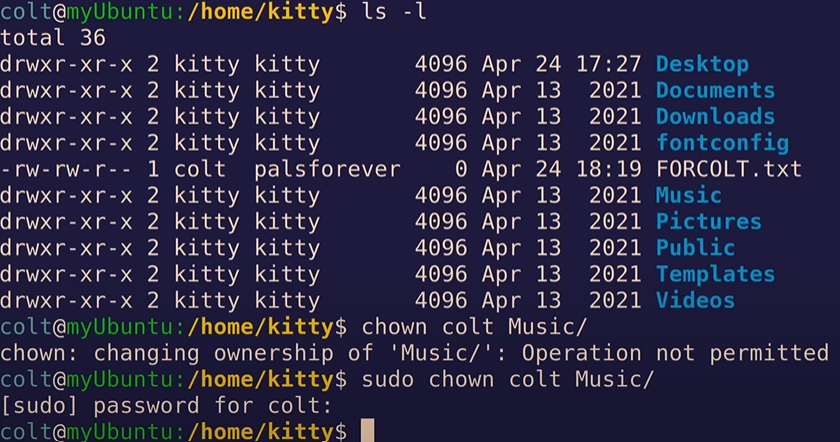 colt@myUbuntu:/home/kitty$ ls -l
total 36
drwxr-xr-x 2 kitty kitty       4096 Apr 24 17:27 Desktop
drwxr-xr-x 2 kitty kitty       4096 Apr 13  2021 Documents
drwxr-xr-x 2 kitty kitty       4096 Apr 13  2021 Downloads
drwxr-xr-x 2 kitty kitty       4096 Apr 13  2021 fontconfig
-rw-rw-r-- 1 colt  palsforever    0 Apr 24 18:19 FORCOLT.txt
drwxr-xr-x 2 kitty kitty       4096 Apr 13  2021 Music
drwxr-xr-x 2 kitty kitty       4096 Apr 13  2021 Pictures
drwxr-xr-x 2 kitty kitty       4096 Apr 13  2021 Public
drwxr-xr-x 2 kitty kitty       4096 Apr 13  2021 Templates
drwxr-xr-x 2 kitty kitty       4096 Apr 13  2021 Videos
colt@myUbuntu:/home/kitty$ chown colt Music/
chown: changing ownership of 'Music/': Operation not permitted
colt@myUbuntu:/home/kitty$ sudo chown colt Music/
[sudo] password for colt:
colt@myUbuntu:/home/kitty$